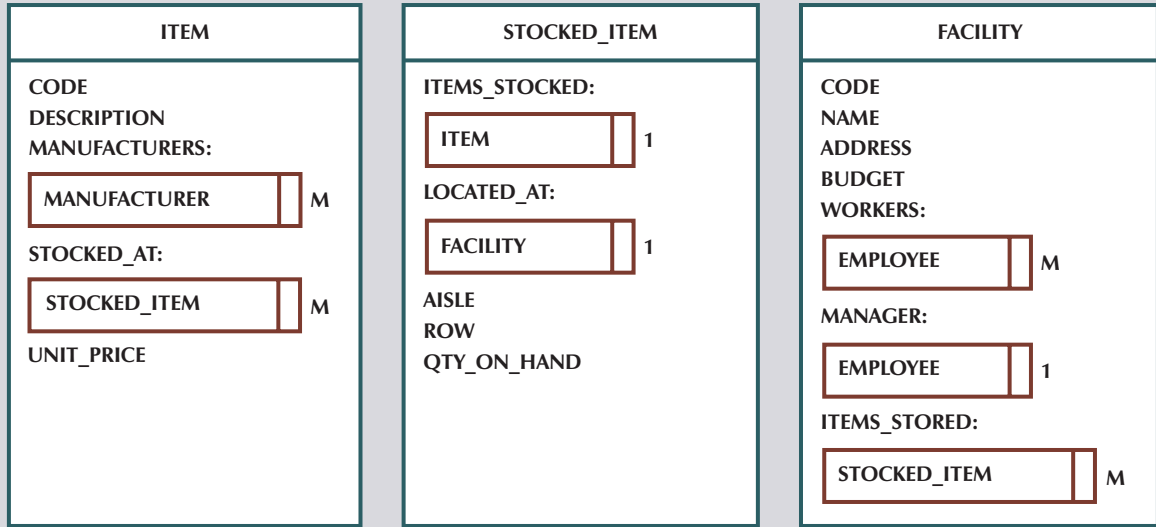 ITEM
CODE
DESCRIPTION
MANUFACTURERS:
MANUFACTURER M
STOCKED_AT:
STOCKED_ITEM M
UNIT_PRICE
STOCKED_ITEM
ITEMS_STOCKED:
ITEM 1
LOCATED_AT:
FACILITY 1
AISLE
ROW
QTY_ON_HAND
FACILITY
CODE
NAME
ADDRESS
BUDGET
WORKERS:
EMPLOYEE M
MANAGER:
EMPLOYEE 1
ITEMS_STORED:
STOCKED_ITEM M